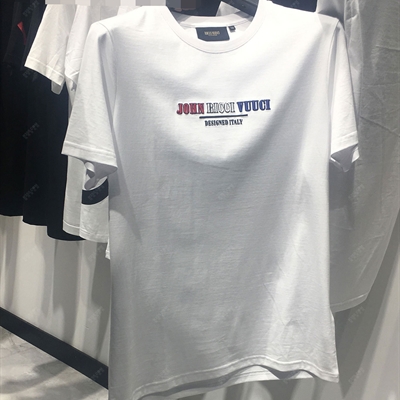 JOHN RICCI VUUCI
DESIGNED ITALY